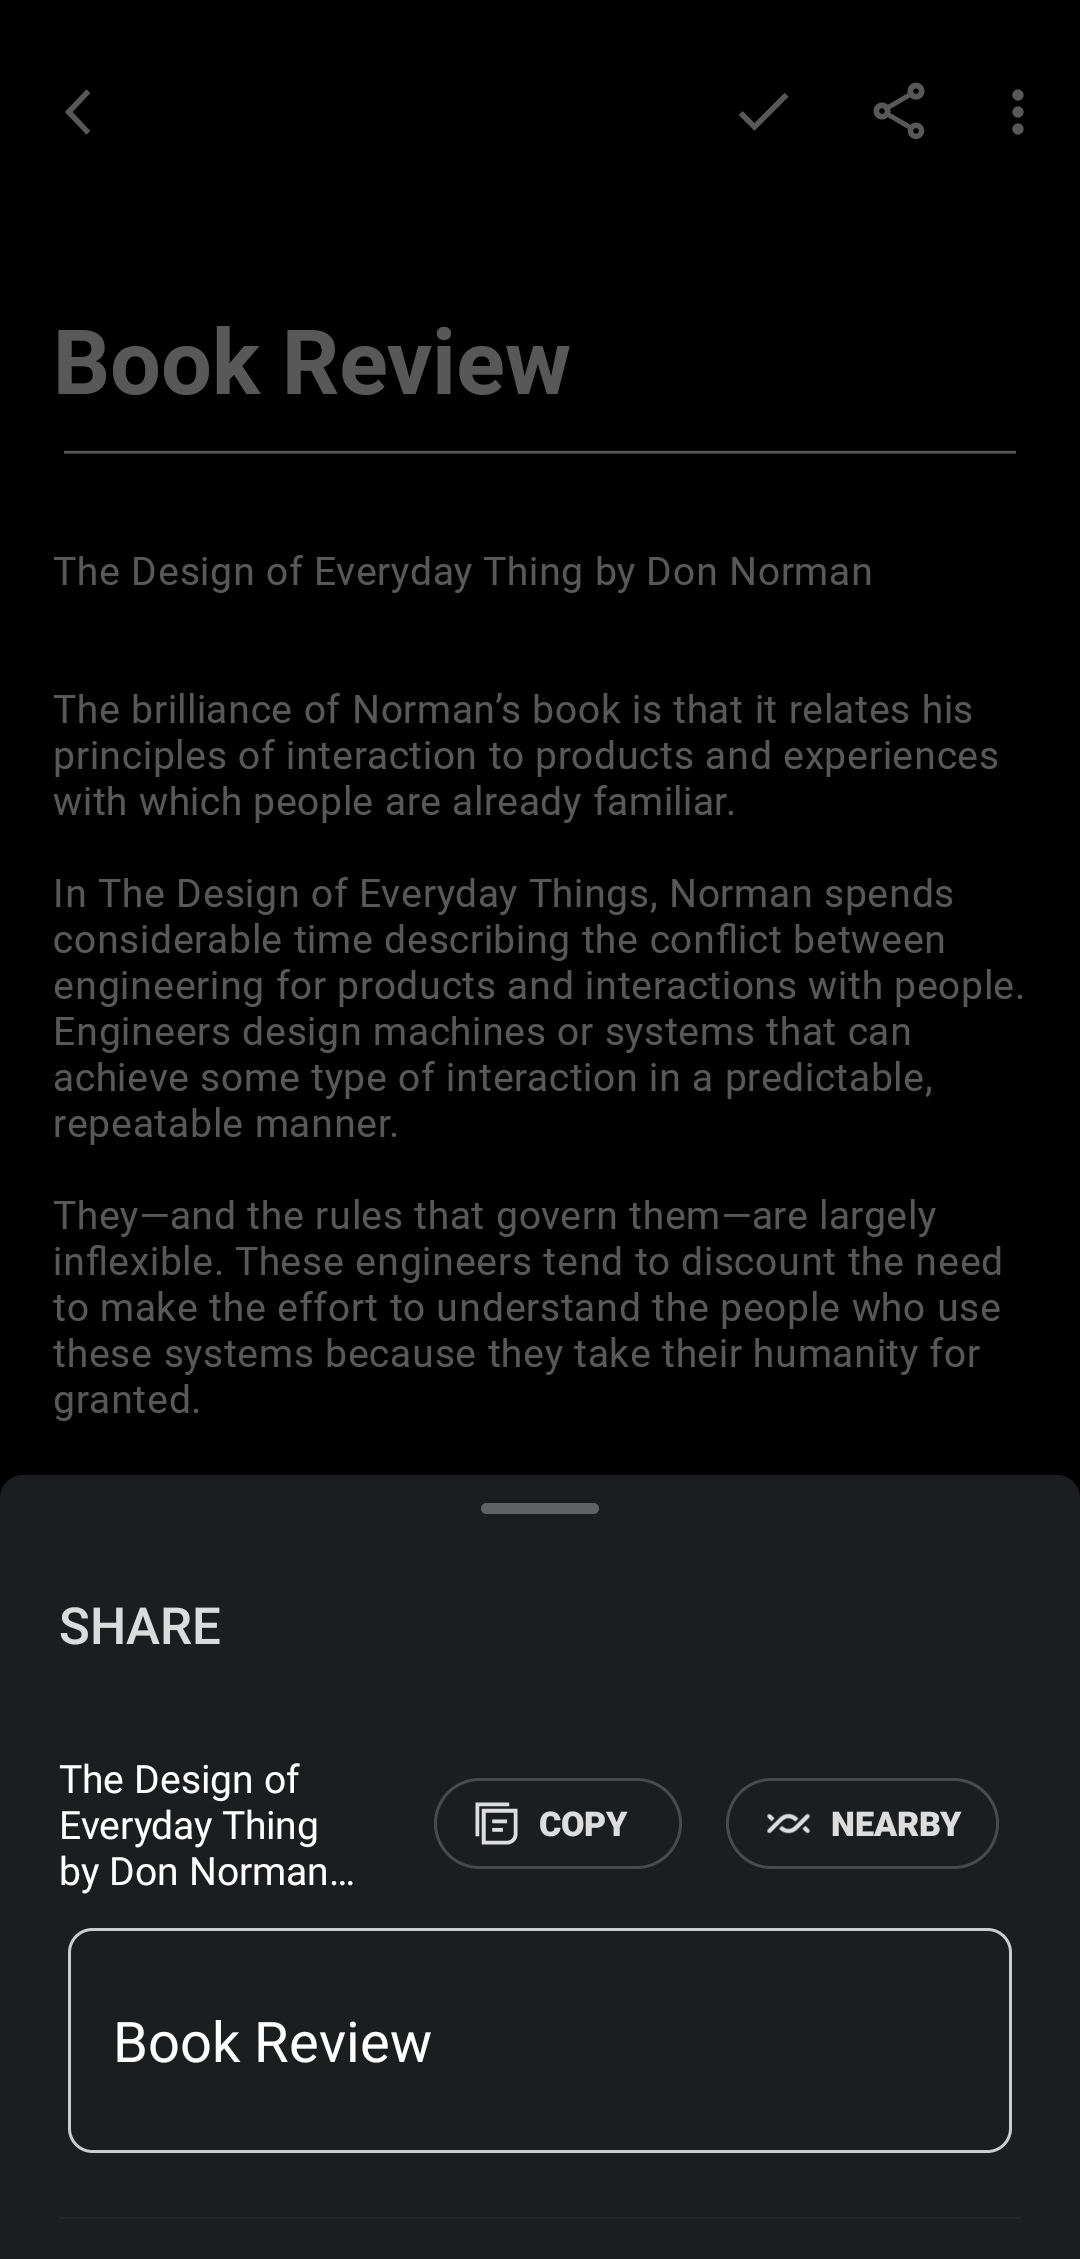 Book Review
The Design of Everyday Thing by Don Norman
The brilliance of Norman’s book is that it relates his
principles of interaction to products and experiences
with which people are already familiar.
In The Design of Everyday Things, Norman spends
considerable time describing the conflict between
engineering for products and interactions with people.
Engineers design machines or systems that can
achieve some type of interaction in a predictable,
repeatable manner.
They—and the rules that govern them—are largely
inflexible. These engineers tend to discount the need
to make the effort to understand the people who use
these systems because they take their humanity for
granted.
SHARE
The Design of
Everyday Thing
by Don Norman...
COPY
NEARBY
Book Review